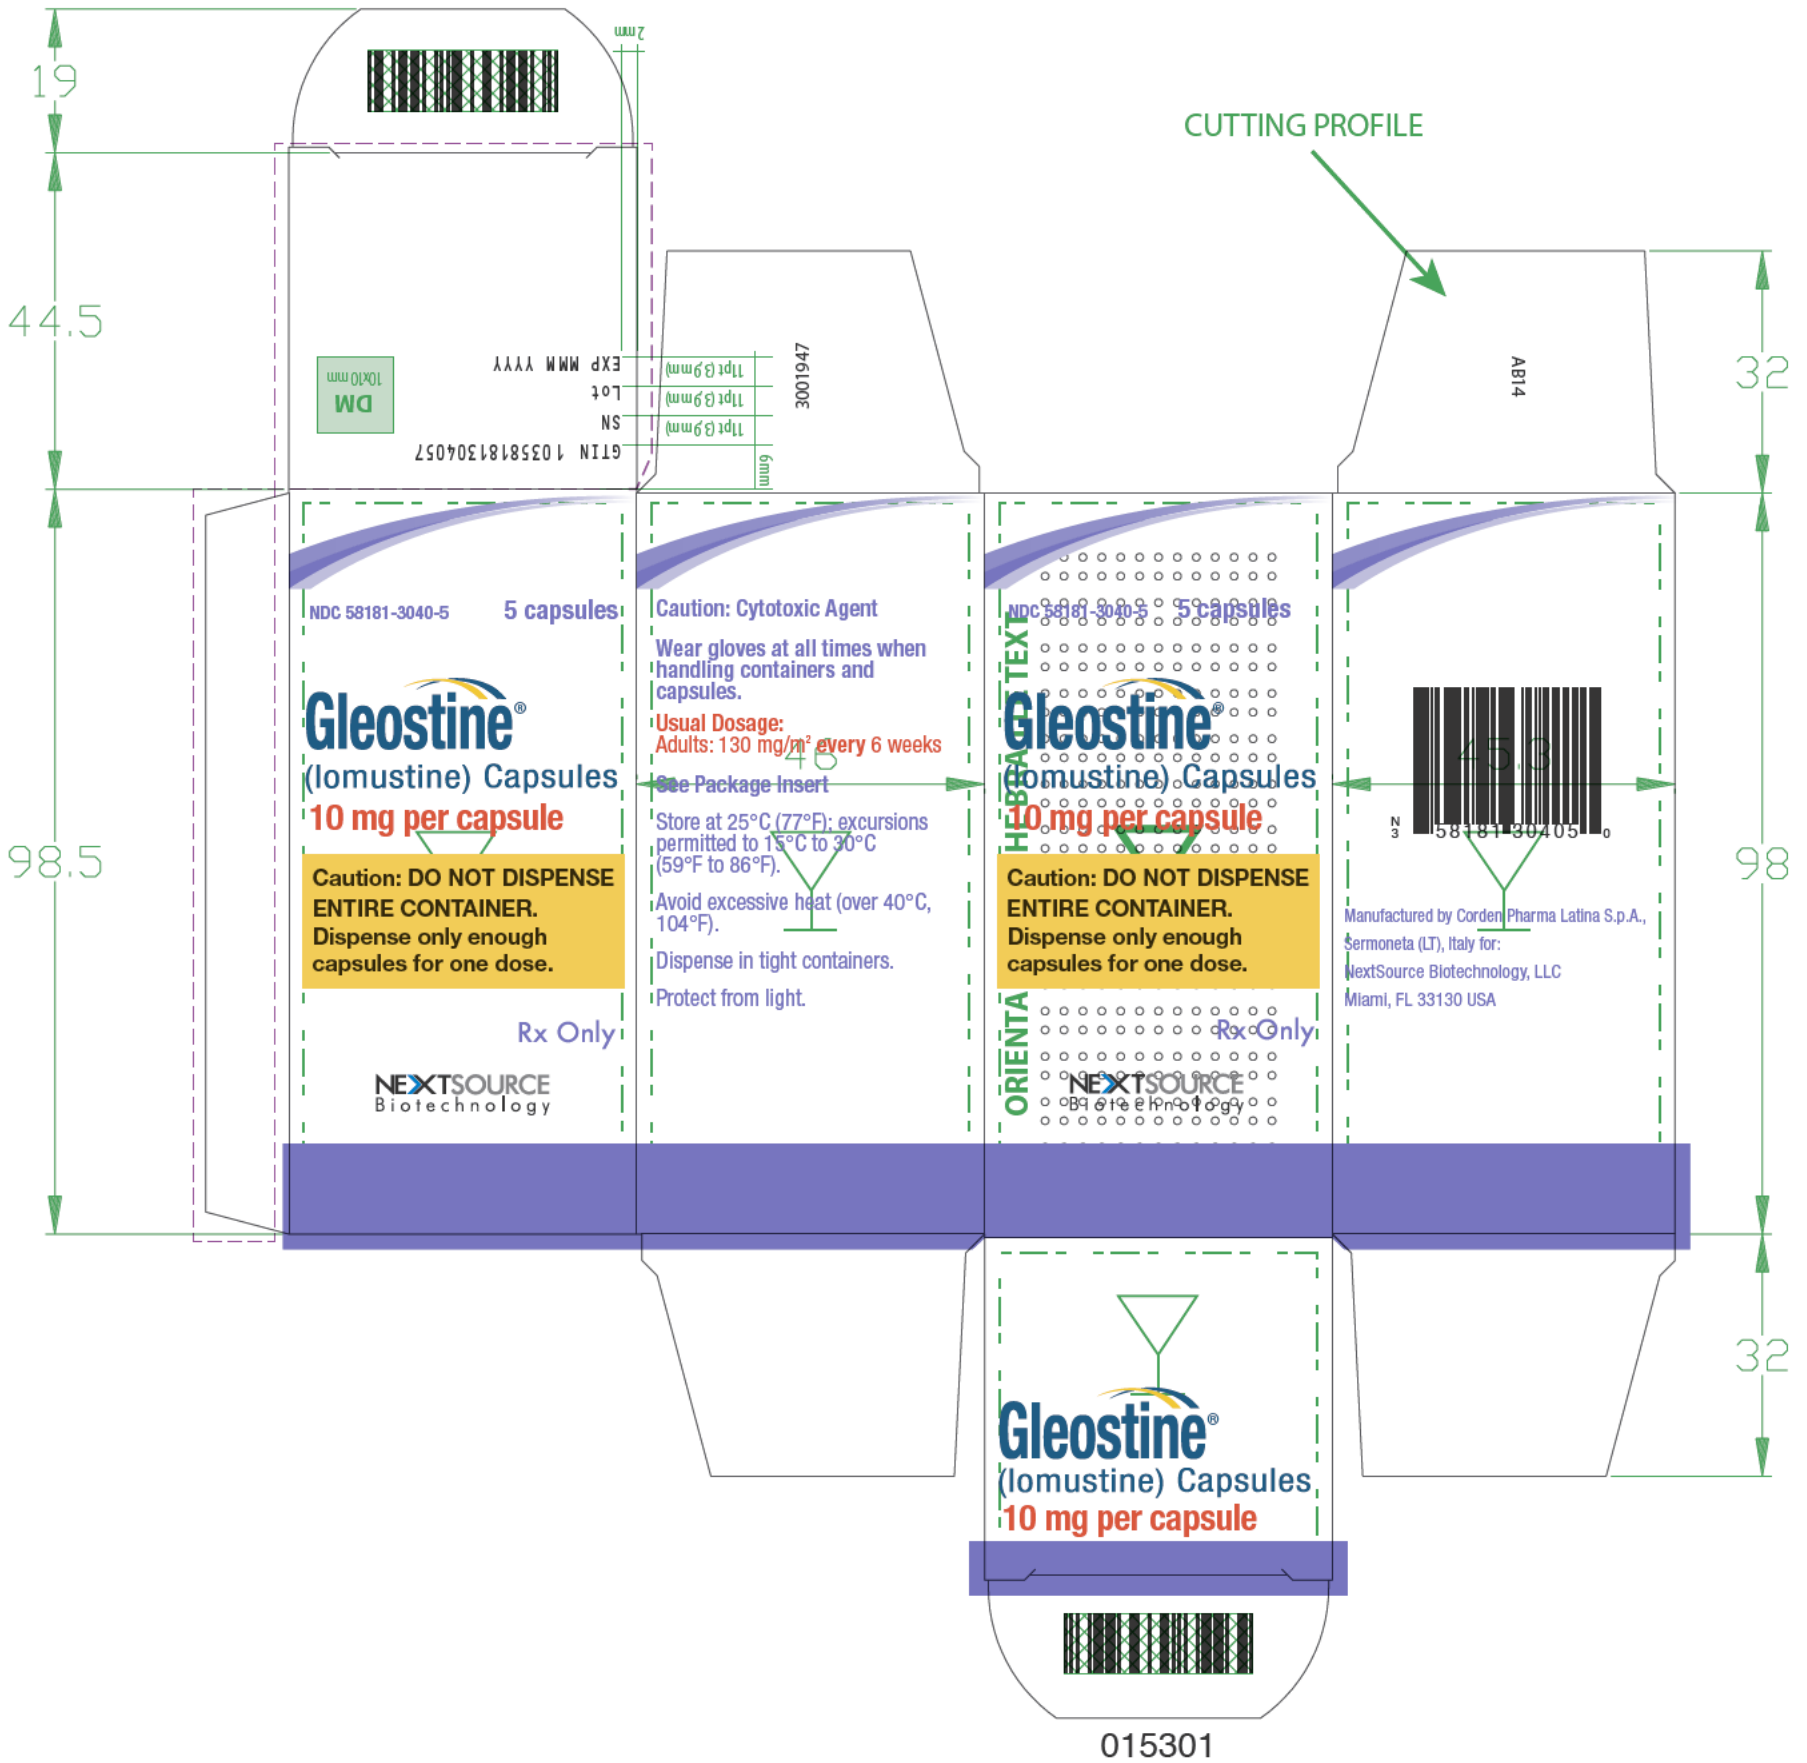 2mm
19
CUTTING PROFILE
44.5
32
EXP MMM YYYY
Lot
SN
GTIN 10358181304057
DM
10x10 mm
11pt (3,9mm)
11pt (3,9mm)
11pt (3,9mm)
6mm
3001947
AB14
NDC 58181-3040-5 5 capsules
Gleostine®
(lomustine) Capsules
10 mg per capsule
Caution: DO NOT DISPENSE
ENTIRE CONTAINER.
Dispense only enough
capsules for one dose.
Rx Only
NEXTSOURCE
Biotechnology
98.5
Caution: Cytotoxic Agent
Wear gloves at all times when
handling containers and
capsules.
Usual Dosage:
Adults: 130 mg/m² every 6 weeks
46
See Package Insert
Store at 25°C (77°F); excursions
permitted to 15°C to 30°C
(59°F to 86°F).
Avoid excessive heat (over 40°C,
104°F).
Dispense in tight containers.
Protect from light.
NDC 58181-3040-5 5 capsules
Gleostine®
(lomustine) Capsules
10 mg per capsule
Caution: DO NOT DISPENSE
ENTIRE CONTAINER.
Dispense only enough
capsules for one dose.
Rx Only
NEXTSOURCE
Biotechnology
TEXT
45.3
N
3 58181-30405 0
Manufactured by Corden Pharma Latina S.p.A.,
Sermoneta (LT), Italy for:
NextSource Biotechnology, LLC
Miami, FL 33130 USA
98
32
Gleostine®
(lomustine) Capsules
10 mg per capsule
015301